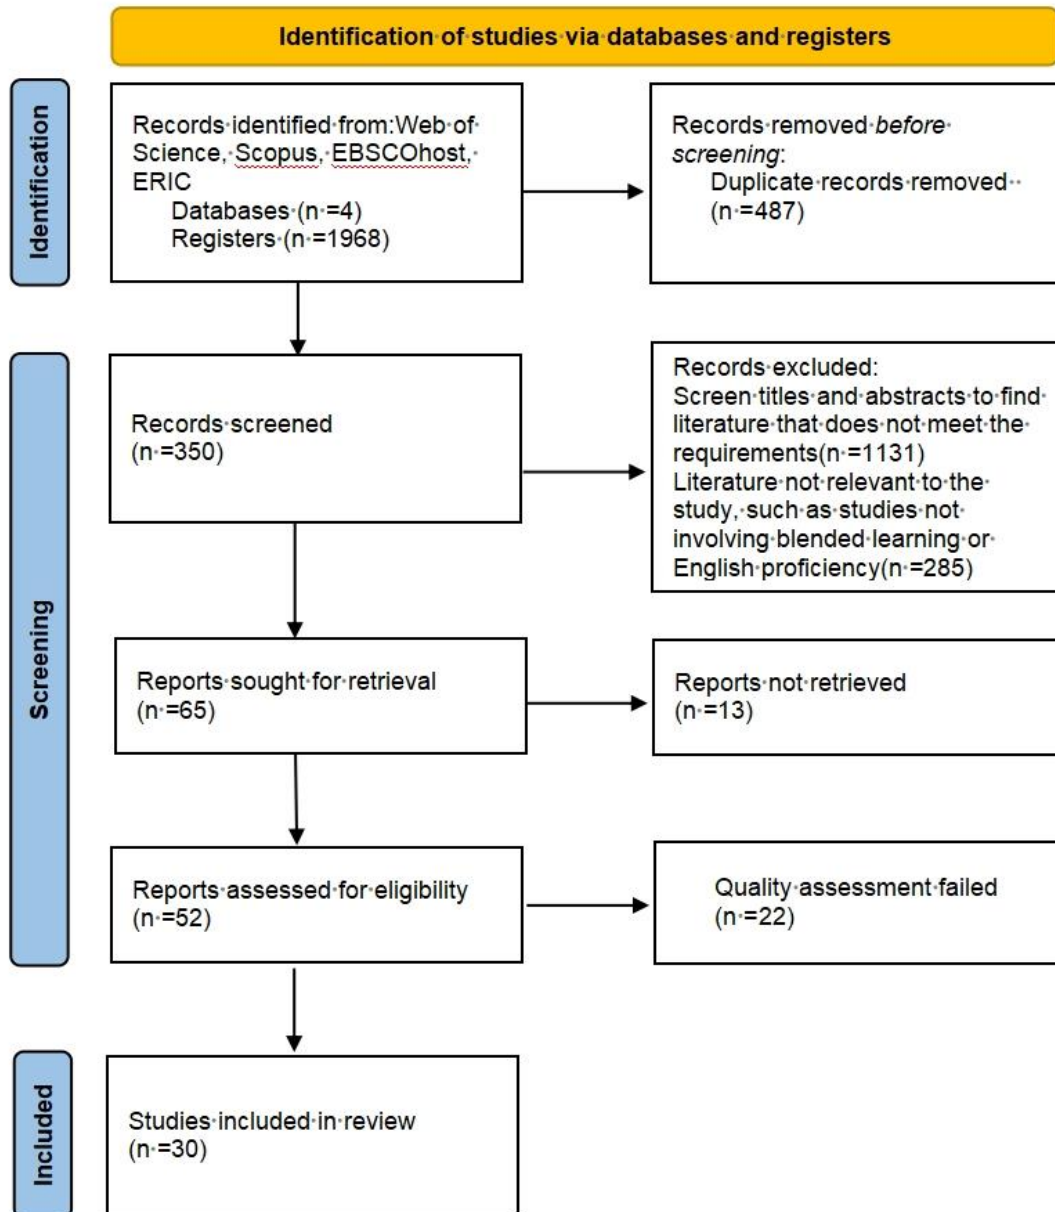 Identification of studies via databases and registers
Identification
Records identified from:Web of
Science, Scopus, EBSCOhost,
ERIC
Databases (n =4)
Registers (n =1968)
Records removed before
screening:
Duplicate records removed
(n =487)
Screening
Records screened
(n =350)
Records excluded:
Screen titles and abstracts to find
literature that does not meet the
requirements(n =1131)
Literature not relevant to the
study, such as studies not
involving blended learning or
English proficiency(n =285)
Reports sought for retrieval
(n =65)
Reports not retrieved
(n =13)
Reports assessed for eligibility
(n =52)
Quality assessment failed
(n =22)
Included
Studies included in review
(n =30)